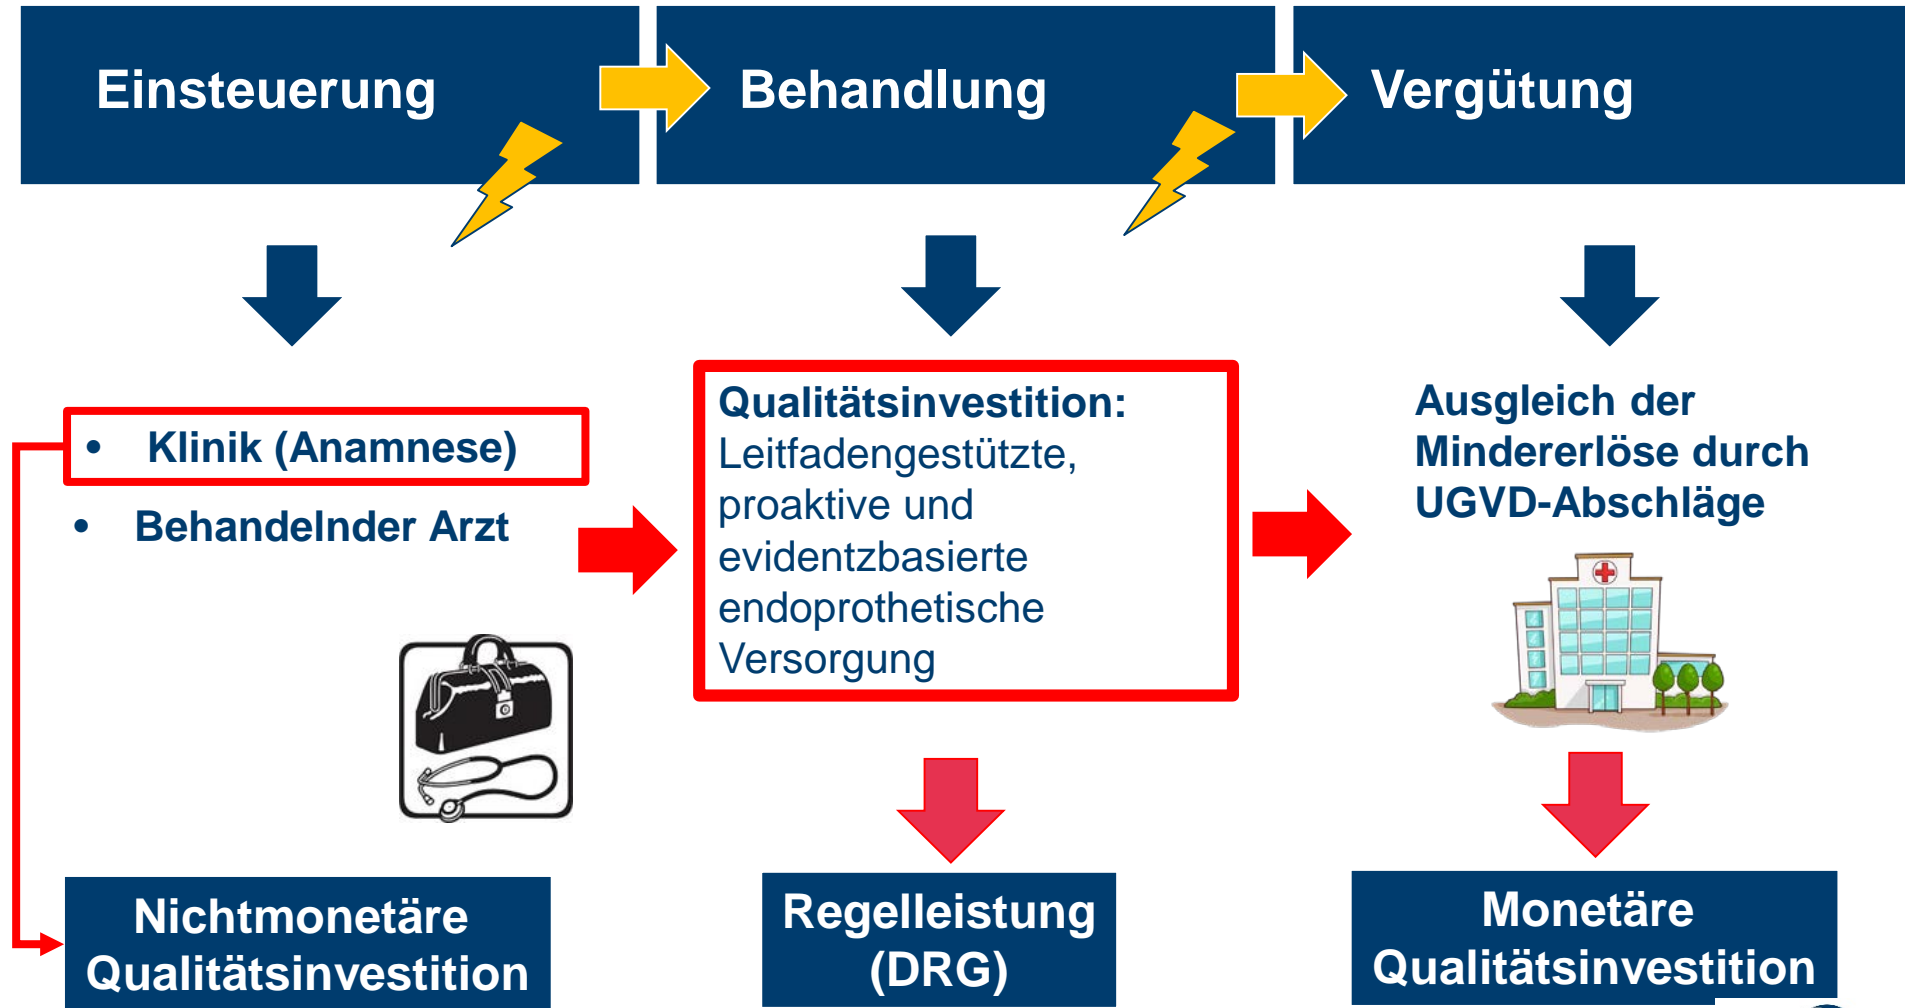 Einsteuerung
Behandlung
Vergütung
• Klinik (Anamnese)
• Behandelnder Arzt
Qualitätsinvestition:
Leitfadengestützte,
proaktive und
evidentzbasierte
endoprothetische
Versorgung
Ausgleich der
Mindererlöse durch
UGVD-Abschläge
Nichtmonetäre
Qualitätsinvestition
Regelleistung
(DRG)
Monetäre
Qualitätsinvestition